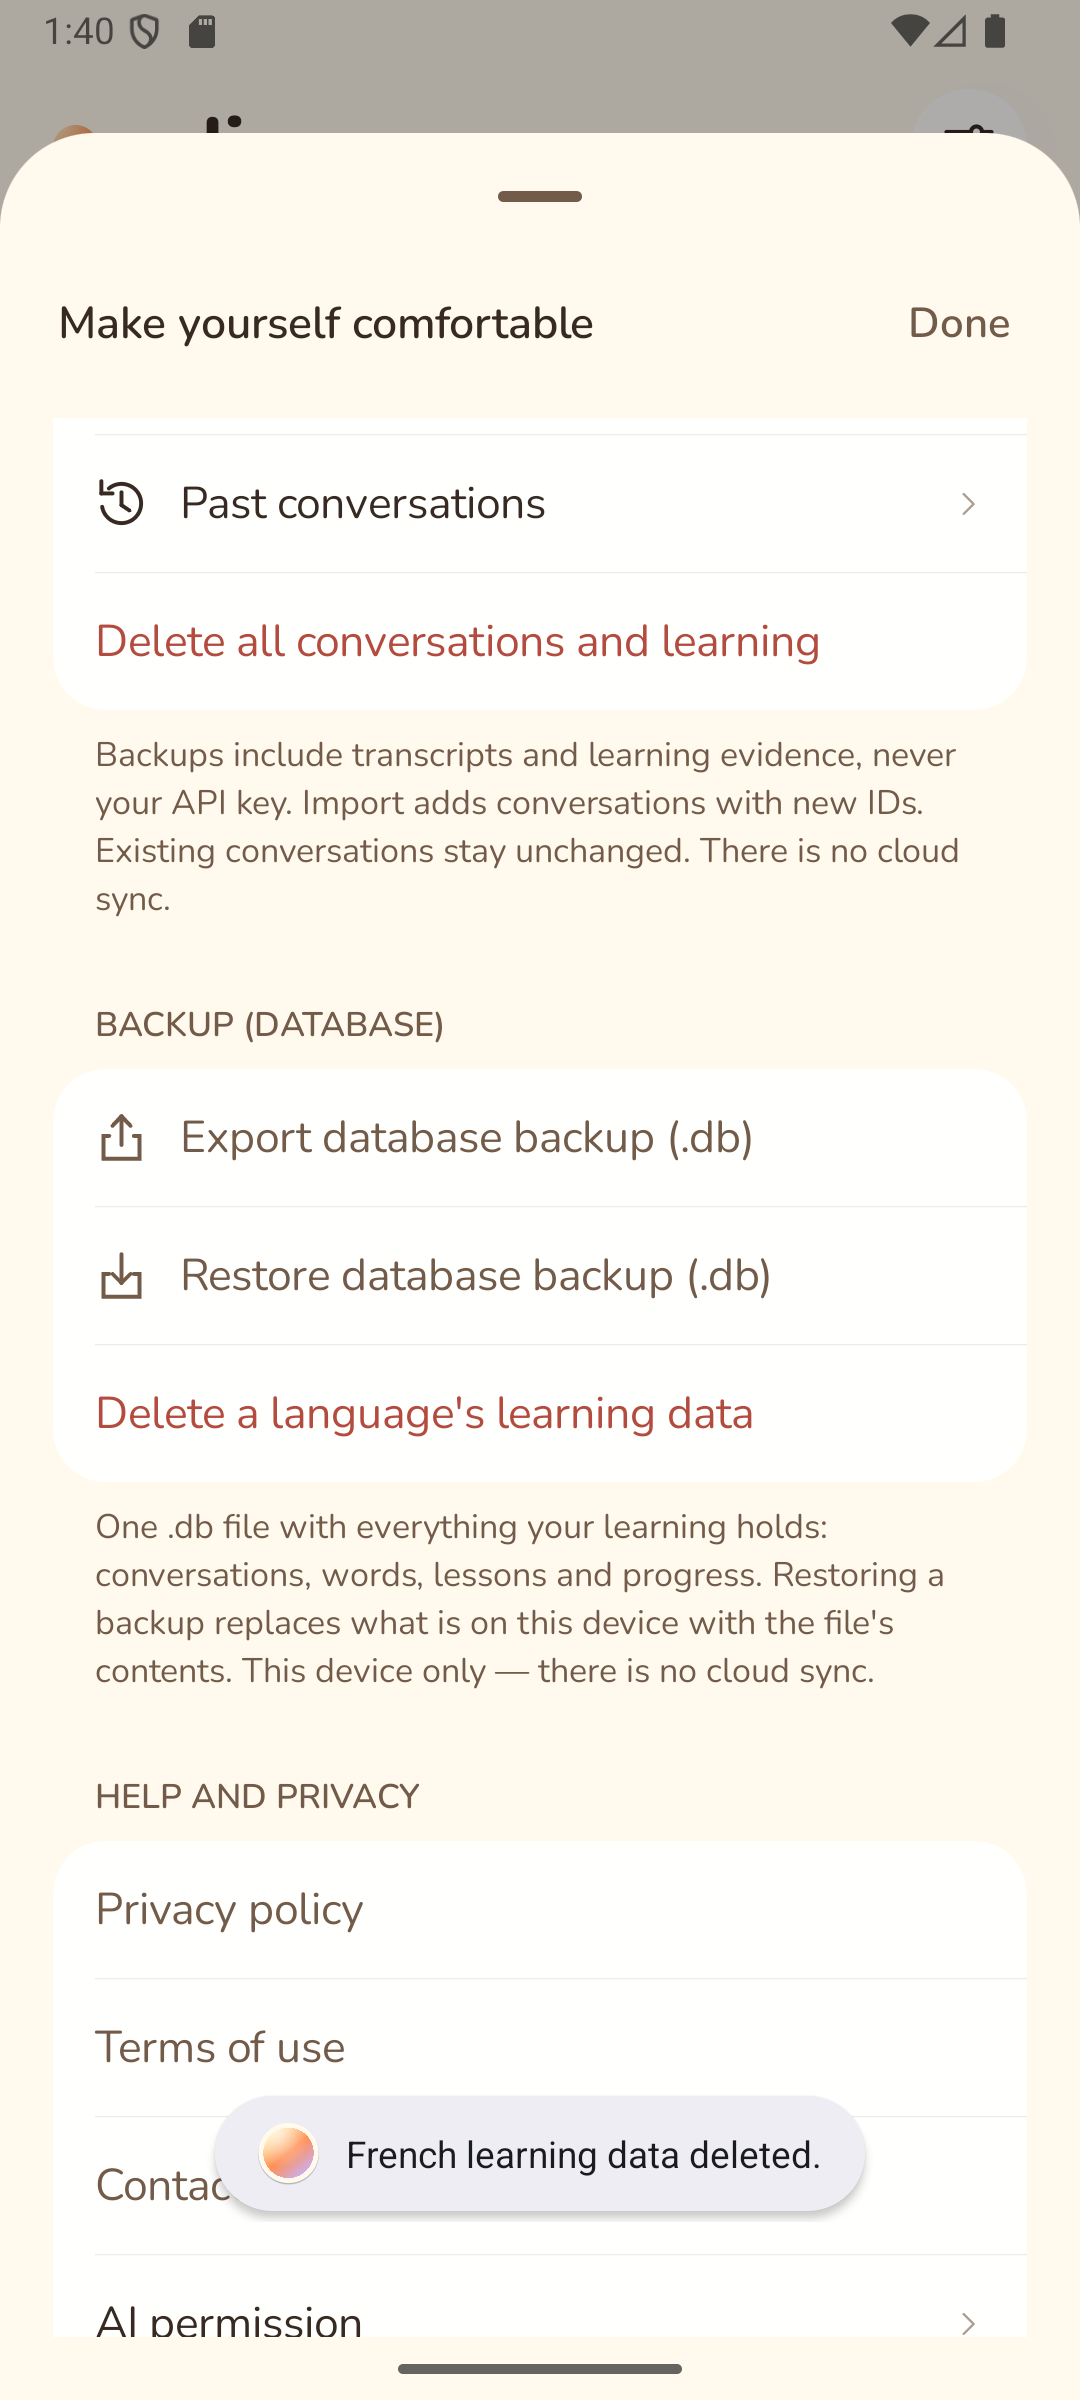 1:40
Make yourself comfortable
Done
Past conversations
Delete all conversations and learning
Backups include transcripts and learning evidence, never
your API key. Import adds conversations with new IDs.
Existing conversations stay unchanged. There is no cloud
sync.
BACKUP (DATABASE)
Export database backup (.db)
Restore database backup (.db)
Delete a language's learning data
One .db file with everything your learning holds:
conversations, words, lessons and progress. Restoring a
backup replaces what is on this device with the file's
contents. This device only — there is no cloud sync.
HELP AND PRIVACY
Privacy policy
Terms of use
French learning data deleted.
AI permission